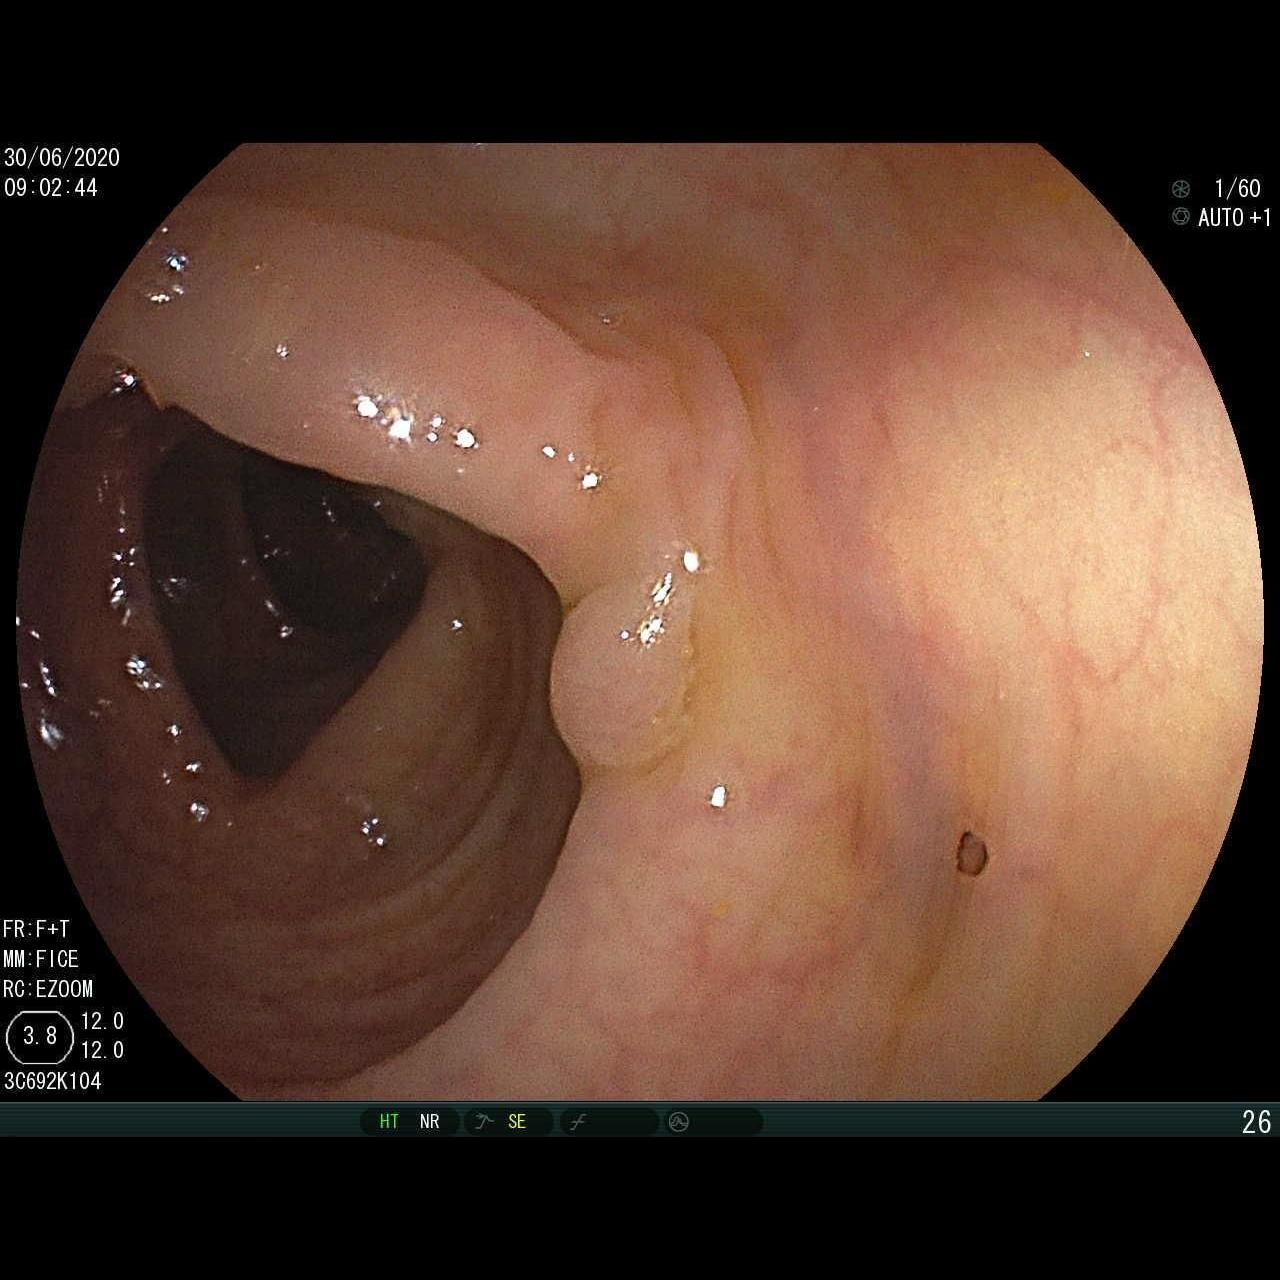 30/06/2020
09:02:44
1/60
AUTO +1
FR:F+T
MM:FICE
RC:EZOOM
3.8
12.0
12.0
3C692K104
HT NR SE
26